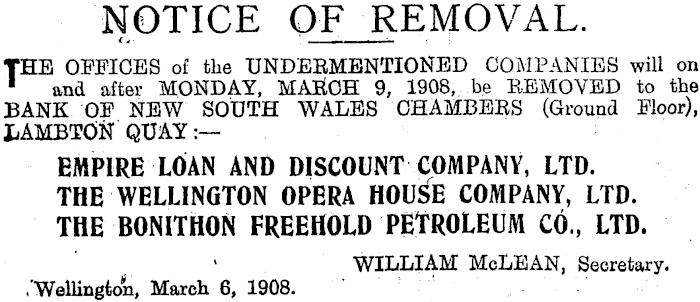 NOTICE OF REMOVAL.
THE OFFICES of the UNDERMENTIONED COMPANIES will on
and after MONDAY, MARCH 9, 1908, be REMOVED to the
BANK OF NEW SOUTH WALES CHAMBERS (Ground Floor),
LAMBTON QUAY:—
EMPIRE LOAN AND DISCOUNT COMPANY, LTD.
THE WELLINGTON OPERA HOUSE COMPANY, LTD.
THE BONITHON FREEHOLD PETROLEUM CO., LTD.
WILLIAM McLEAN, Secretary.
Wellington, March 6, 1908.